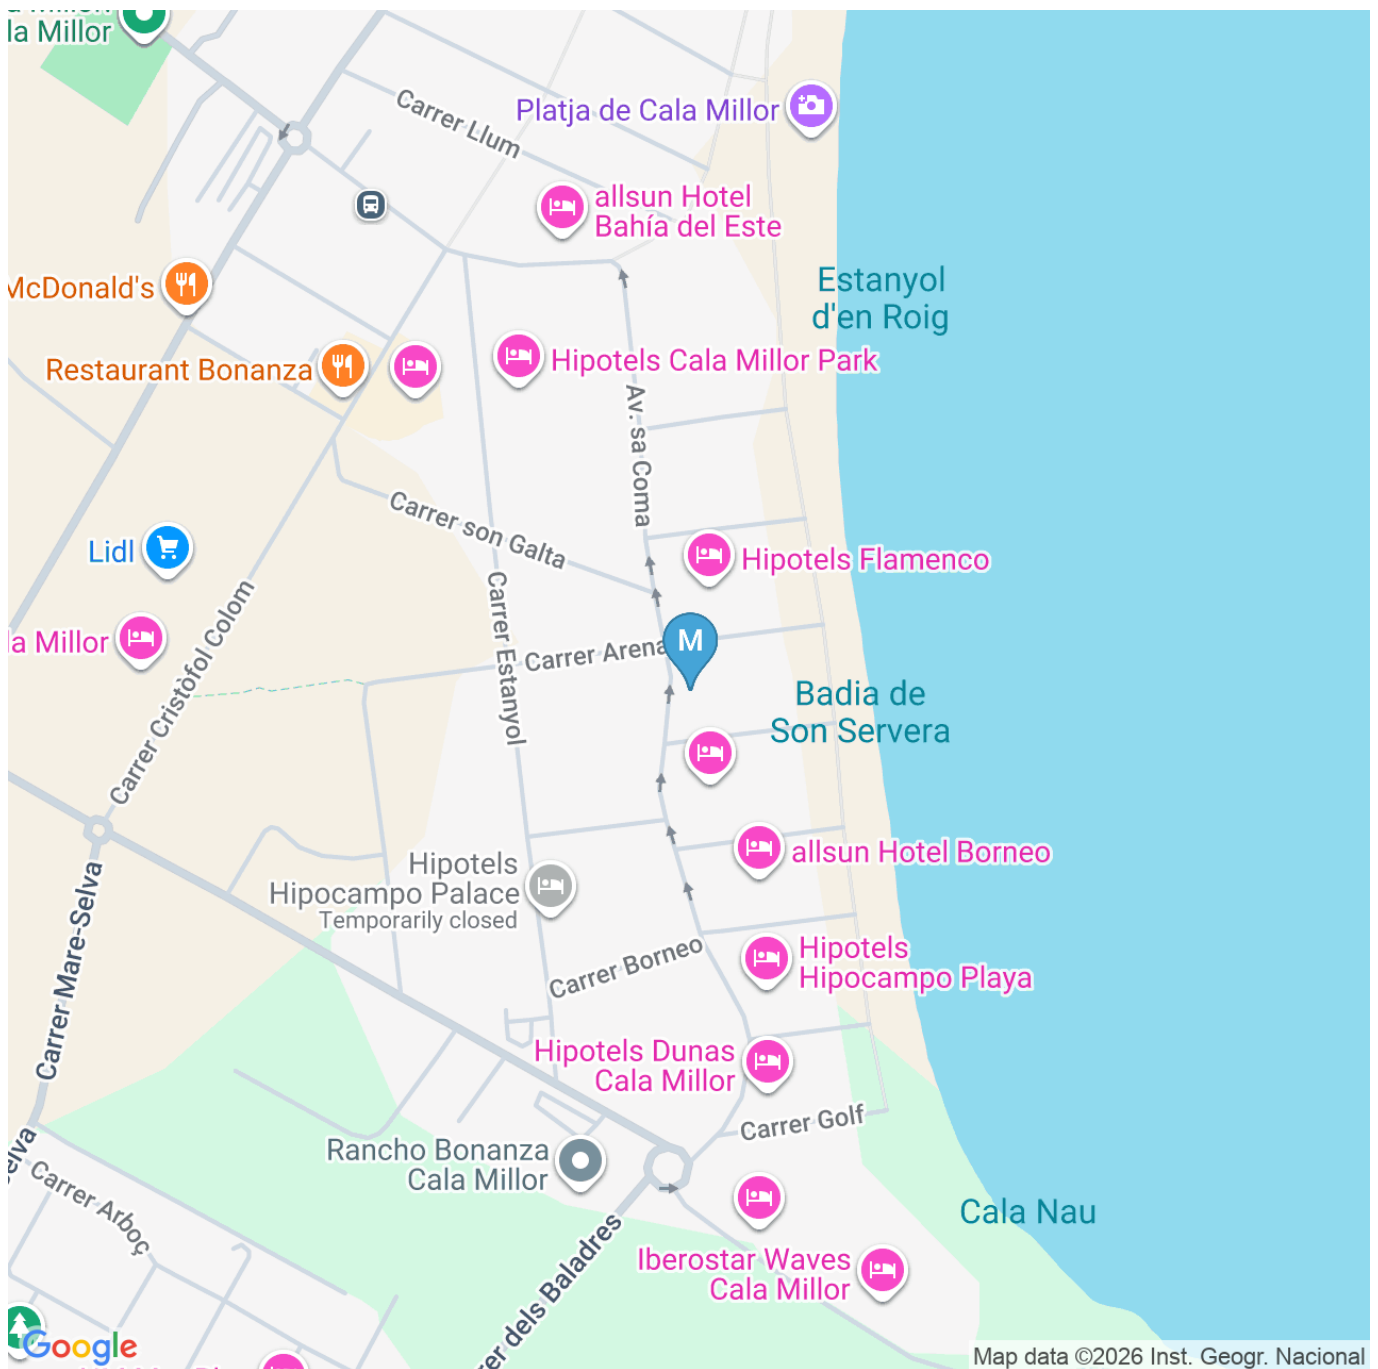 la Millor
Carrer Llum
Platja de Cala Millor
allsun Hotel
Bahía del Este
McDonald's
Estanyol
d'en Roig
Restaurant Bonanza
Hipotels Cala Millor Park
Av. sa Coma
Carrer son Galta
Lidl
Hipotels Flamenco
la Millor
Carrer Cristòfol Colom
Carrer Estanyol
Carrer Arena
M
Badia de
Son Servera
Hipotels
Hipocampo Palace
Temporarily closed
allsun Hotel Borneo
Carrer Mare-Selva
Carrer Borneo
Hipotels
Hipocampo Playa
Hipotels Dunas
Cala Millor
Carrer Golf
Rancho Bonanza
Cala Millor
Carrer Arboç
Cala Nau
Iberostar Waves
Cala Millor
rer dels Baladres
Google
Map data ©2026 Inst. Geogr. Nacional